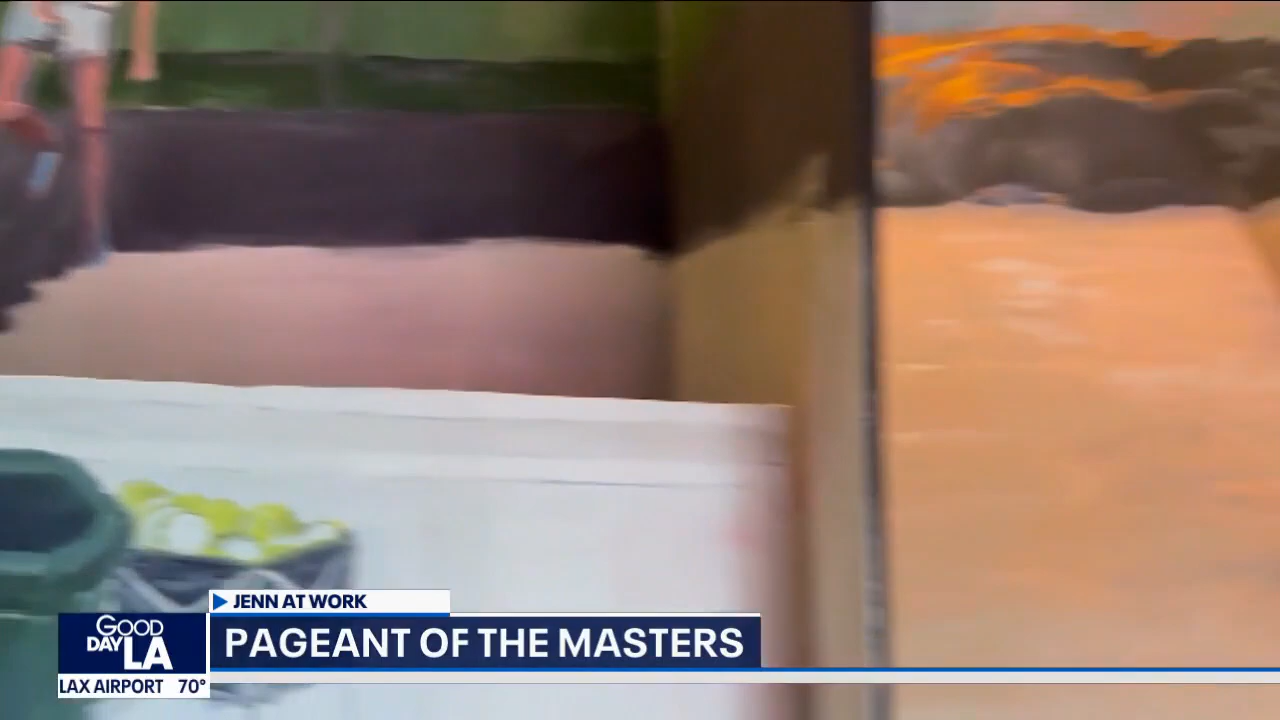 JENN AT WORK
GOOD
DAY LA
PAGEANT OF THE MASTERS
LAX AIRPORT 70°